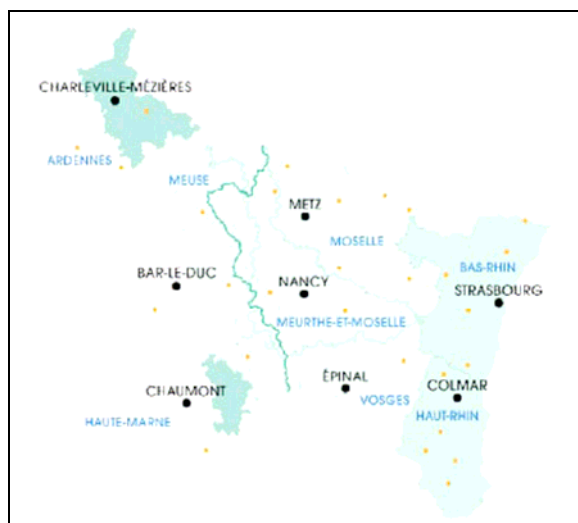 CHARLEVILLE-MÉZIÈRES
ARDENNES
MEUSE
METZ
MOSELLE
BAR-LE-DUC
NANCY
BAS-RHIN
STRASBOURG
MEURTHE-ET-MOSELLE
ÉPINAL
CHAUMONT
COLMAR
VOSGES
HAUTE-MARNE
HAUT-RHIN